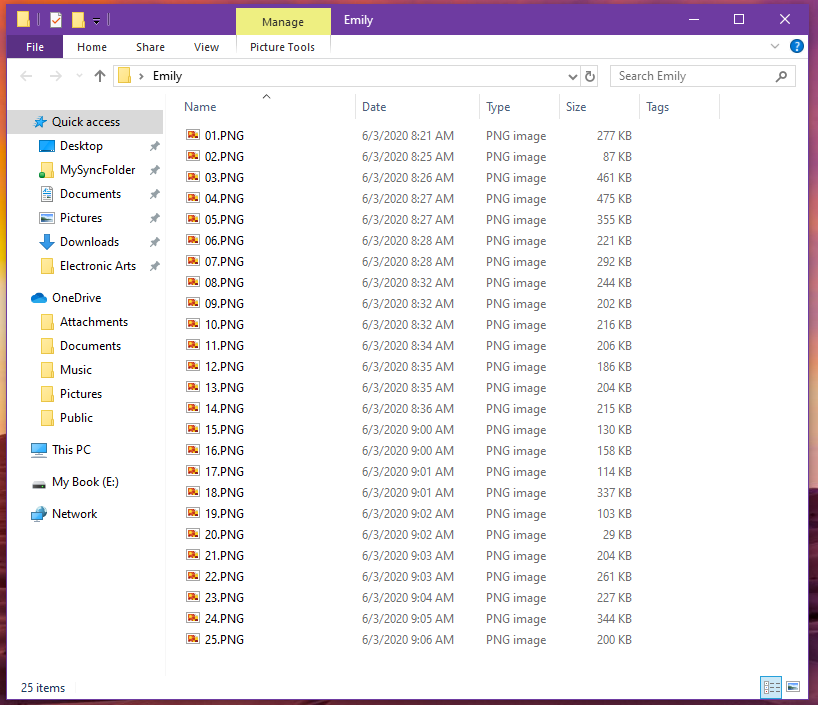 Manage
Emily
File
Home
Share
View
Picture Tools
?
Emily
Search Emily
Quick access
Desktop
MySyncFolder
Documents
Pictures
Downloads
Electronic Arts
OneDrive
Attachments
Documents
Music
Pictures
Public
This PC
My Book (E:)
Network
Name Date Type Size Tags
01.PNG 6/3/2020 8:21 AM PNG image 277 KB
02.PNG 6/3/2020 8:25 AM PNG image 87 KB
03.PNG 6/3/2020 8:26 AM PNG image 461 KB
04.PNG 6/3/2020 8:27 AM PNG image 475 KB
05.PNG 6/3/2020 8:27 AM PNG image 355 KB
06.PNG 6/3/2020 8:28 AM PNG image 221 KB
07.PNG 6/3/2020 8:28 AM PNG image 292 KB
08.PNG 6/3/2020 8:32 AM PNG image 244 KB
09.PNG 6/3/2020 8:32 AM PNG image 202 KB
10.PNG 6/3/2020 8:32 AM PNG image 216 KB
11.PNG 6/3/2020 8:34 AM PNG image 206 KB
12.PNG 6/3/2020 8:35 AM PNG image 186 KB
13.PNG 6/3/2020 8:35 AM PNG image 204 KB
14.PNG 6/3/2020 8:36 AM PNG image 215 KB
15.PNG 6/3/2020 9:00 AM PNG image 130 KB
16.PNG 6/3/2020 9:00 AM PNG image 158 KB
17.PNG 6/3/2020 9:01 AM PNG image 114 KB
18.PNG 6/3/2020 9:01 AM PNG image 337 KB
19.PNG 6/3/2020 9:02 AM PNG image 103 KB
20.PNG 6/3/2020 9:02 AM PNG image 29 KB
21.PNG 6/3/2020 9:03 AM PNG image 204 KB
22.PNG 6/3/2020 9:03 AM PNG image 261 KB
23.PNG 6/3/2020 9:04 AM PNG image 227 KB
24.PNG 6/3/2020 9:05 AM PNG image 344 KB
25.PNG 6/3/2020 9:06 AM PNG image 200 KB
25 items